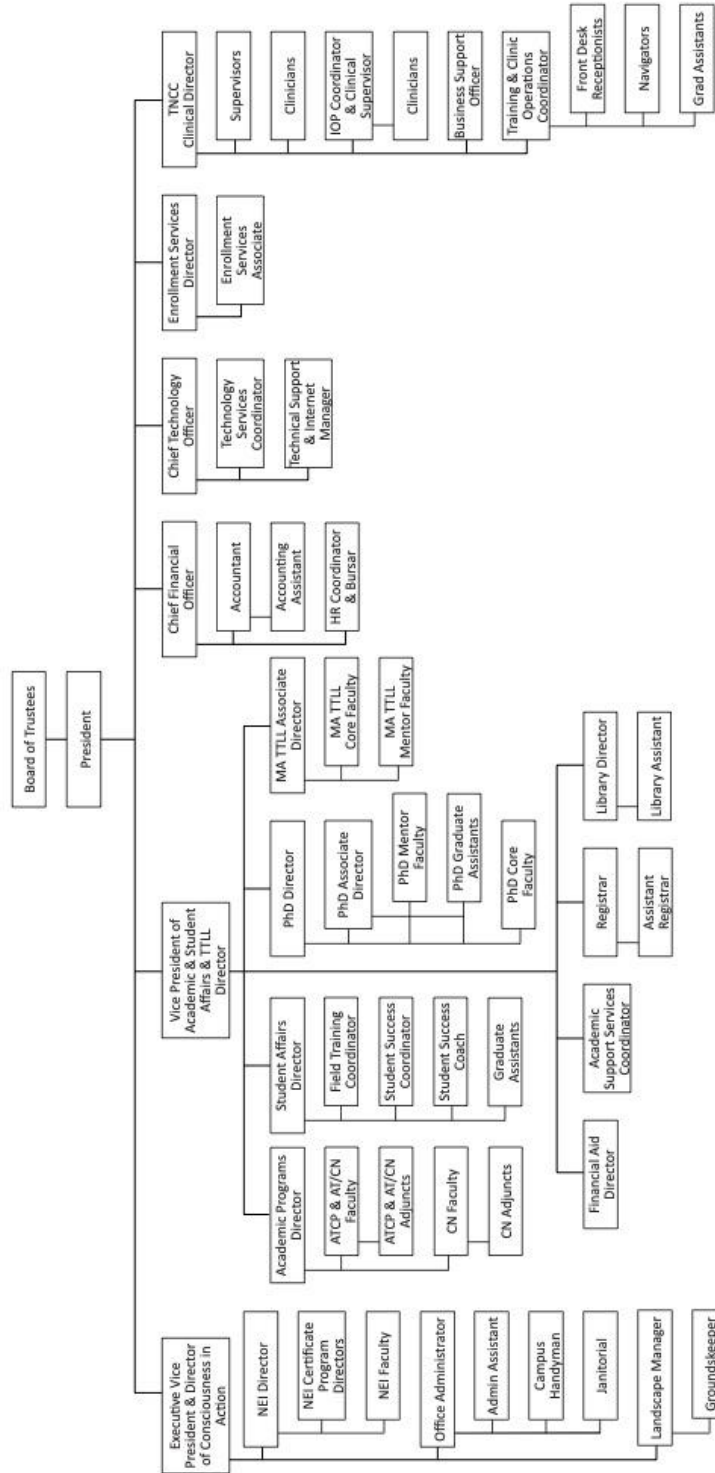 Board of Trustees
President
Executive Vice
President & Director
of Consciousness in
Action
NEI Director
NEI Certificate
Program
Directors
NEI Faculty
Office Administrator
Admin Assistant
Campus
Handyman
Janitorial
Landscape Manager
Groundskeeper
Vice President of
Academic & Student
Affairs & TTLL
Director
Academic Programs
Director
ATCP & AT/CN
Faculty
ATCP & AT/CN
Adjuncts
CN Faculty
CN Adjuncts
Student Affairs
Director
Field Training
Coordinator
Student Success
Coordinator
Student Success
Coach
Graduate
Assistants
PhD Director
PhD Associate
Director
PhD Mentor
Faculty
PhD Graduate
Assistants
PhD Core
Faculty
MA TTLL Associate
Director
MA TTLL
Core Faculty
MA TTLL
Mentor Faculty
Financial Aid
Director
Academic
Support Services
Coordinator
Registrar
Assistant
Registrar
Library Director
Library Assistant
Chief Financial
Officer
Accountant
Accounting
Assistant
HR Coordinator
& Bursar
Chief Technology
Officer
Technology
Services
Coordinator
Technical Support
& Internet
Manager
Enrollment Services
Director
Enrollment
Services
Associate
TNCC
Clinical Director
Supervisors
Clinicians
IOP Coordinator
& Clinical
Supervisor
Clinicians
Business Support
Officer
Training & Clinic
Operations
Coordinator
Front Desk
Receptionists
Navigators
Grad Assistants